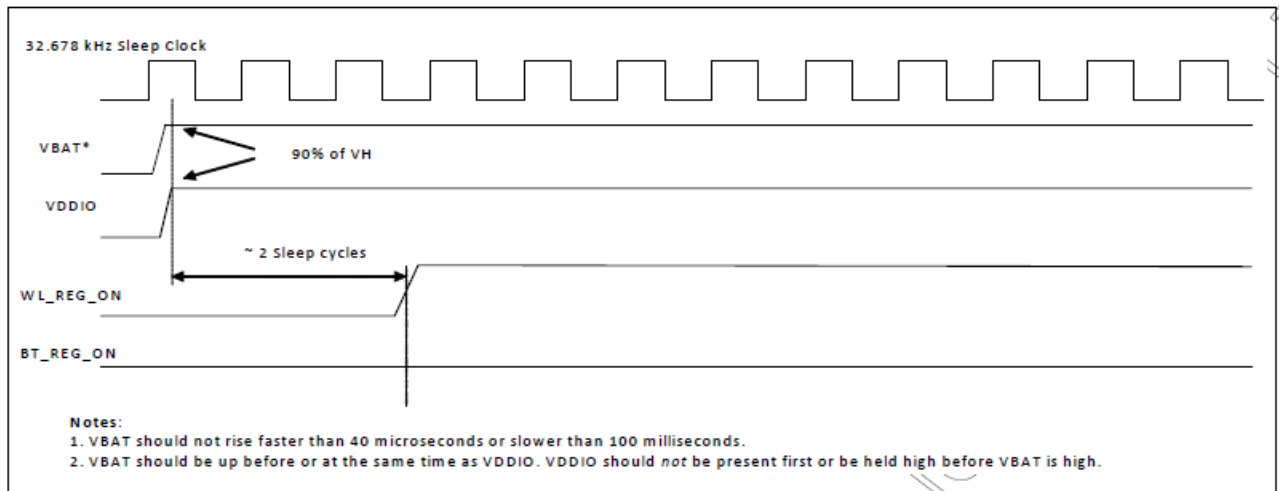 32.678 kHz Sleep Clock
VBAT*
90% of VH
VDDIO
~ 2 Sleep cycles
WL_REG_ON
BT_REG_ON
Notes:
1. VBAT should not rise faster than 40 microseconds or slower than 100 milliseconds.
2. VBAT should be up before or at the same time as VDDIO. VDDIO should not be present first or be held high before VBAT is high.